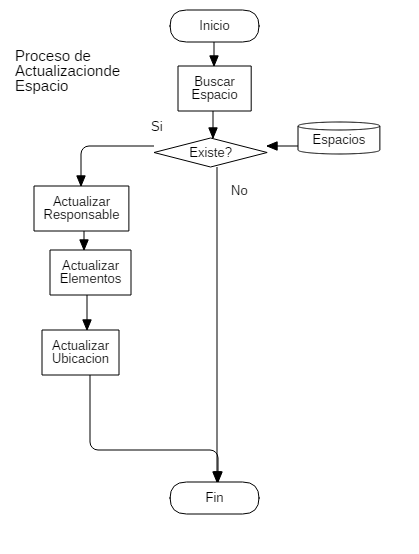 Inicio
Proceso de
Actualizacionde
Espacio
Buscar
Espacio
Si
Existe?
Espacios
No
Actualizar
Responsable
Actualizar
Elementos
Actualizar
Ubicacion
Fin